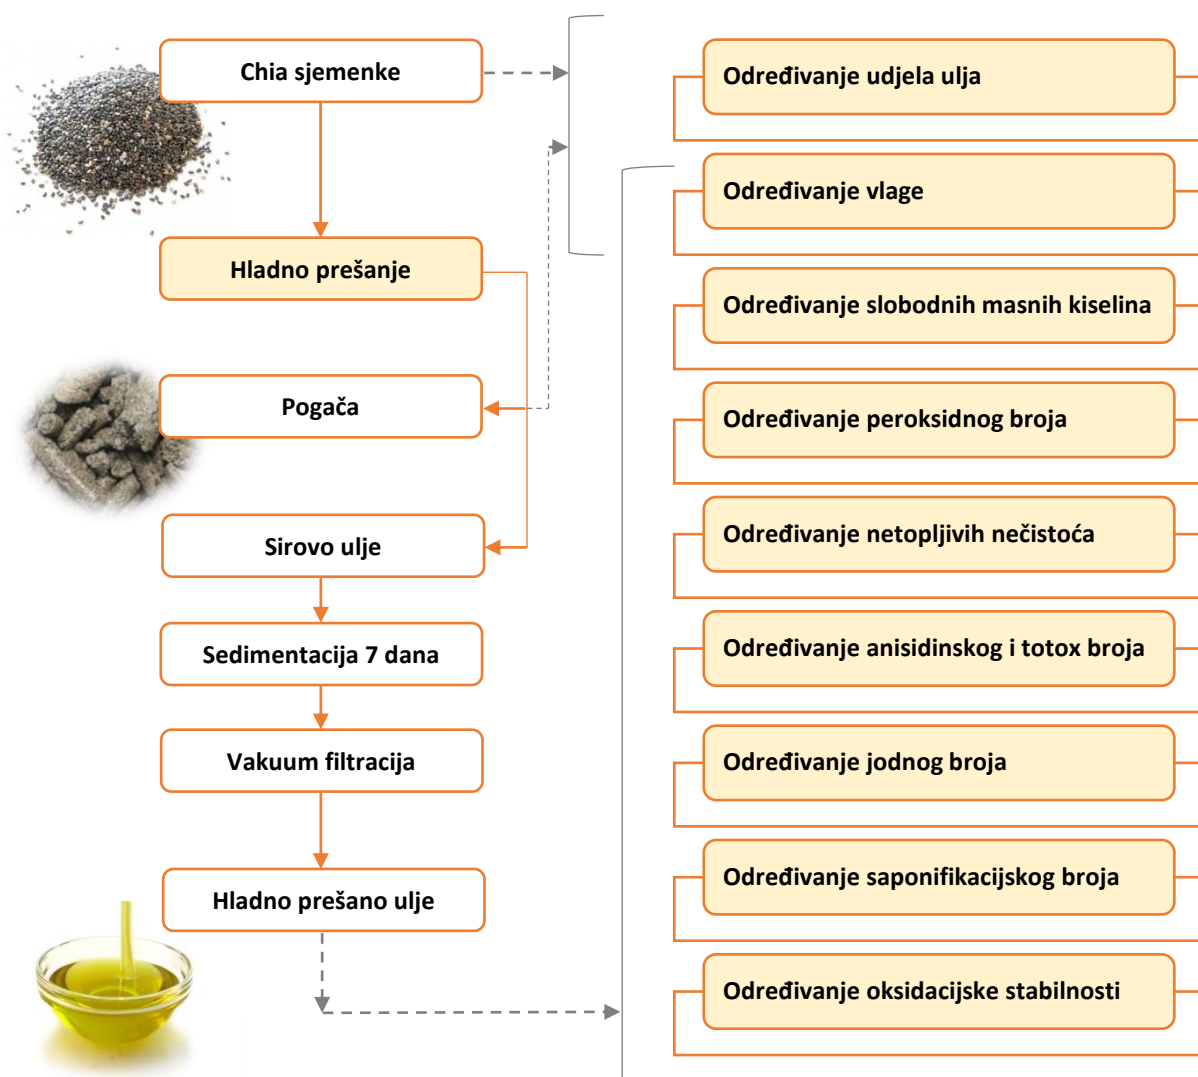 Chia sjemenke
Hladno prešanje
Pogača
Sirovo ulje
Sedimentacija 7 dana
Vakuum filtracija
Hladno prešano ulje
Određivanje udjela ulja
Određivanje vlage
Određivanje slobodnih masnih kiselina
Određivanje peroksidnog broja
Određivanje netopljivih nečistoća
Određivanje anisidinskog i totox broja
Određivanje jodnog broja
Određivanje saponifikacijskog broja
Određivanje oksidacijske stabilnosti